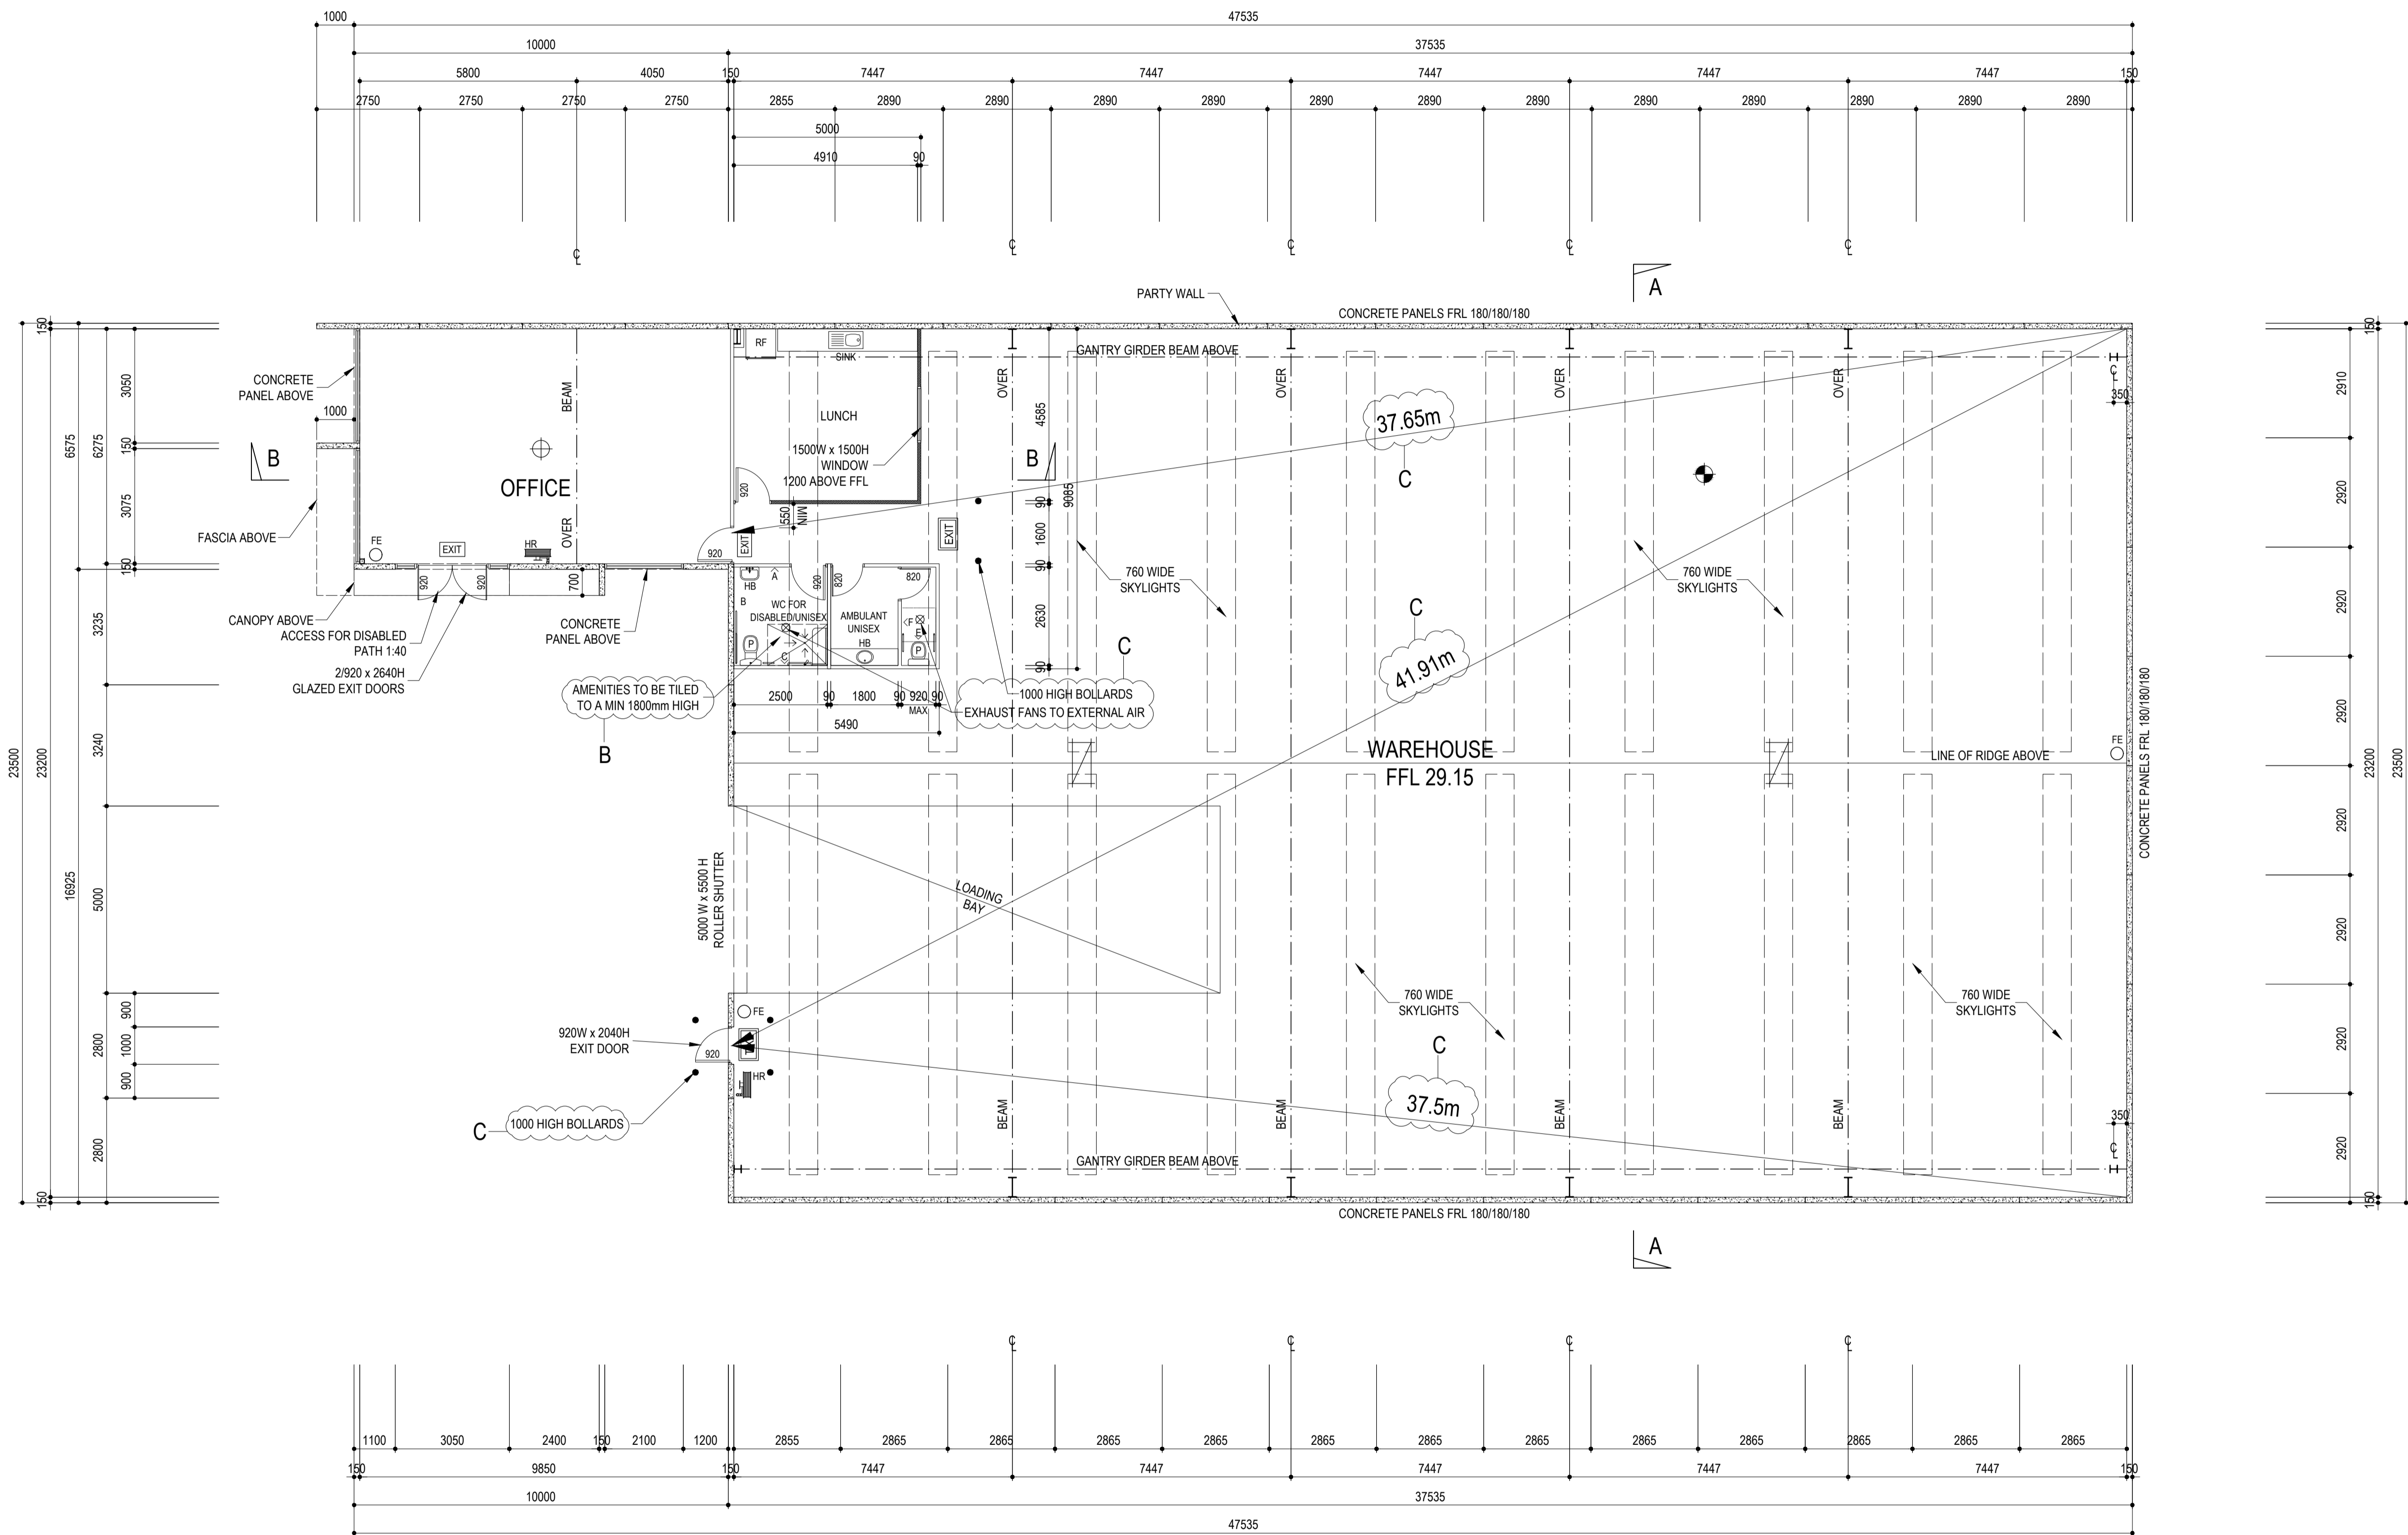 1000
47535
10000
37535
5800
4050
150
7447
7447
7447
7447
7447
150
2750
2750
2750
2750
2855
2890
2890
2890
2890
2890
2890
2890
2890
2890
2890
2890
2890
5000
4910
90
℄
℄
℄
℄
℄
A
PARTY WALL
CONCRETE PANELS FRL 180/180/180
GANTRY GIRDER BEAM ABOVE
23500
150
23200
6575
6275
150
3050
150
3075
150
16925
3235
3240
5000
2800
900
1000
900
2800
150
CONCRETE
PANEL ABOVE
1000
B
FASCIA ABOVE
CANOPY ABOVE
ACCESS FOR DISABLED
PATH 1:40
2/920 x 2640H
GLAZED EXIT DOORS
OFFICE
BEAM
OVER
FE
EXIT
HR
920
920
700
CONCRETE
PANEL ABOVE
RF
SINK
LUNCH
1500W x 1500H
WINDOW
1200 ABOVE FFL
920
550
MIN
920
EXIT
EXIT
B
4585
90
1600
90
2630
90
9085
HB
A
B
WC FOR
DISABLED/UNISEX
P
C
920
820
AMBULANT
UNISEX
HB
820
F
E
P
2500
90
1800
90
920
90
MAX
5490
AMENITIES TO BE TILED
TO A MIN 1800mm HIGH
B
C
1000 HIGH BOLLARDS
EXHAUST FANS TO EXTERNAL AIR
OVER
OVER
OVER
OVER
37.65m
C
760 WIDE
SKYLIGHTS
760 WIDE
SKYLIGHTS
C
41.91m
WAREHOUSE
FFL 29.15
LINE OF RIDGE ABOVE
FE
℄
350
CONCRETE PANELS FRL 180/180/180
5000 W x 5500 H
ROLLER SHUTTER
LOADING
BAY
FE
920W x 2040H
EXIT DOOR
920
HR
C
1000 HIGH BOLLARDS
760 WIDE
SKYLIGHTS
760 WIDE
SKYLIGHTS
C
37.5m
BEAM
BEAM
BEAM
BEAM
350
℄
GANTRY GIRDER BEAM ABOVE
CONCRETE PANELS FRL 180/180/180
A
150
2910
2920
2920
2920
2920
2920
2920
2920
150
23200
23500
℄
℄
℄
℄
1100
3050
2400
150
2100
1200
2855
2865
2865
2865
2865
2865
2865
2865
2865
2865
2865
2865
2865
150
9850
150
7447
7447
7447
7447
7447
150
10000
37535
47535